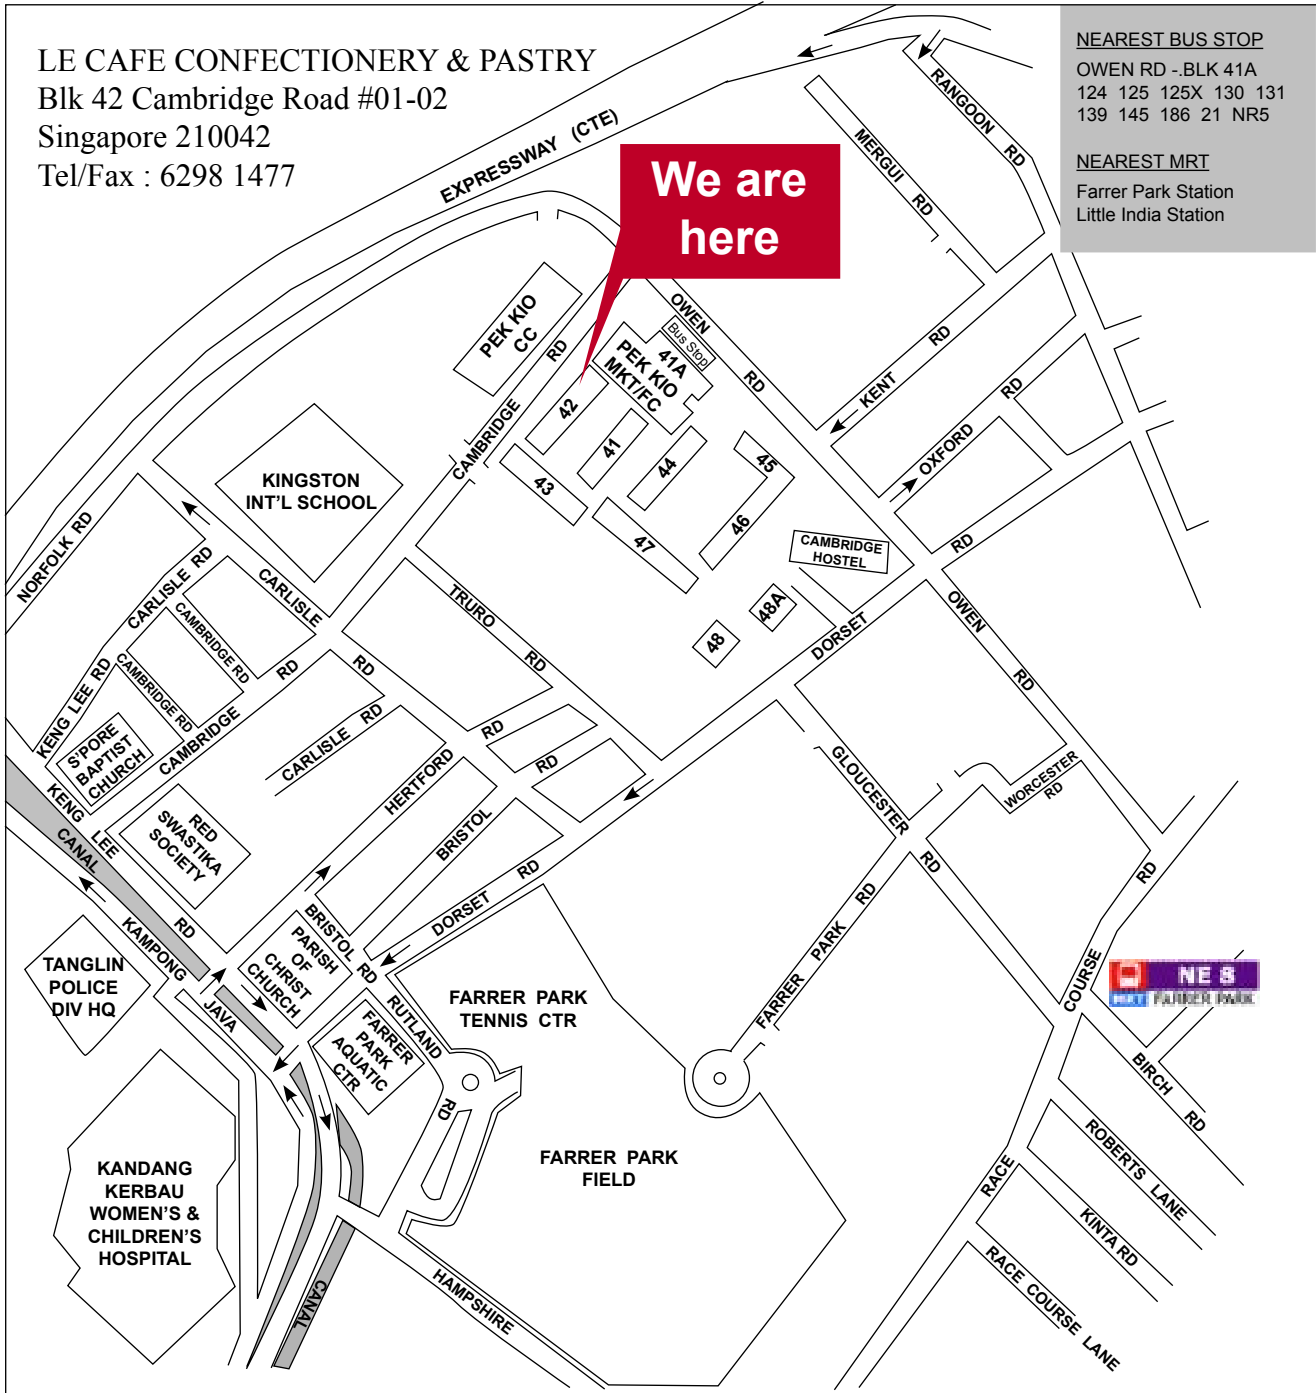 LE CAFE CONFECTIONERY & PASTRY
Blk 42 Cambridge Road #01-02
Singapore 210042
Tel/Fax : 6298 1477
NEAREST BUS STOP
OWEN RD -.BLK 41A
124 125 125X 130 131
139 145 186 21 NR5
NEAREST MRT
Farrer Park Station
Little India Station
We are
here
EXPRESSWAY (CTE)
RANGOON RD
MERGUI RD
OWEN RD
Bus Stop
41A
PEK KIO
MKT/FC
PEK KIO
CC
CAMBRIDGE RD
KENT RD
OXFORD RD
42
41
43
44
45
46
47
48
48A
CAMBRIDGE
HOSTEL
KINGSTON
INT'L SCHOOL
NORFOLK RD
CARLISLE RD
CARLISLE RD
CAMBRIDGE RD
CAMBRIDGE RD
KENG LEE RD
S'PORE
BAPTIST
CHURCH
CAMBRIDGE RD
TRURO RD
DORSET RD
OWEN RD
CARLISLE RD
HERTFORD RD
BRISTOL RD
RED
SWASTIKA
SOCIETY
KENG LEE RD
CANAL
KAMPONG JAVA
GLOUCESTER RD
WORCESTER
RD
DORSET RD
BRISTOL RD
PARISH
OF
CHRIST
CHURCH
TANGLIN
POLICE
DIV HQ
RUTLAND RD
FARRER
PARK
AQUATIC
CTR
FARRER PARK
TENNIS CTR
FARRER PARK RD
RACE COURSE RD
NE 8
MRT FARRER PARK
BIRCH RD
ROBERTS LANE
KINTA RD
RACE COURSE LANE
FARRER PARK
FIELD
KANDANG
KERBAU
WOMEN'S &
CHILDREN'S
HOSPITAL
CANAL
HAMPSHIRE